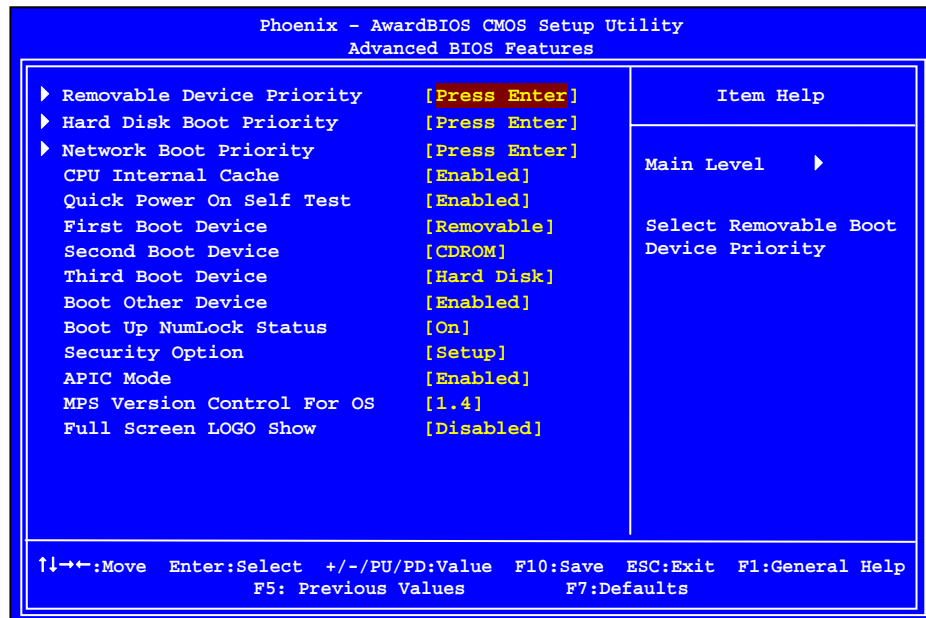 Phoenix – AwardBIOS CMOS Setup Utility
Advanced BIOS Features
Removable Device Priority [Press Enter]
Hard Disk Boot Priority [Press Enter]
Network Boot Priority [Press Enter]
CPU Internal Cache [Enabled]
Quick Power On Self Test [Enabled]
First Boot Device [Removable]
Second Boot Device [CDROM]
Third Boot Device [Hard Disk]
Boot Other Device [Enabled]
Boot Up NumLock Status [On]
Security Option [Setup]
APIC Mode [Enabled]
MPS Version Control For OS [1.4]
Full Screen LOGO Show [Disabled]
Item Help
Main Level
Select Removable Boot
Device Priority
↑↓→←:Move Enter:Select +/-/PU/PD:Value F10:Save ESC:Exit F1:General Help
F5: Previous Values F7:Defaults